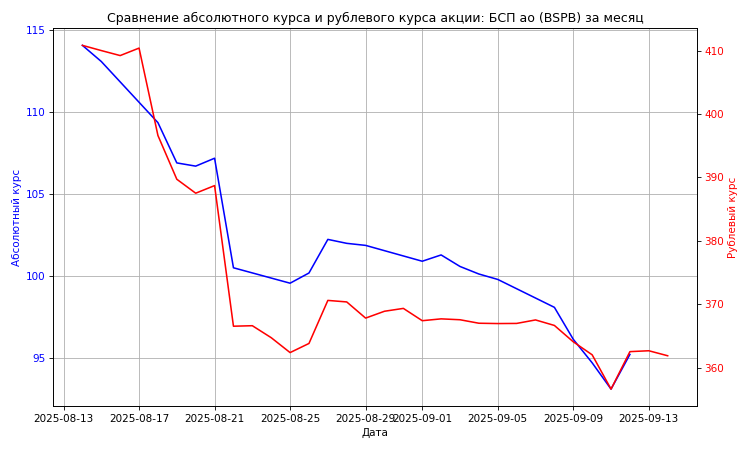 Сравнение абсолютного курса и рублевого курса акции: БСП ао (BSPB) за месяц
115
110
105
100
95
Абсолютный курс
410
400
390
380
370
360
Рублевый курс
2025-08-13 2025-08-17 2025-08-21 2025-08-25 2025-08-29 2025-09-01 2025-09-05 2025-09-09 2025-09-13
Дата